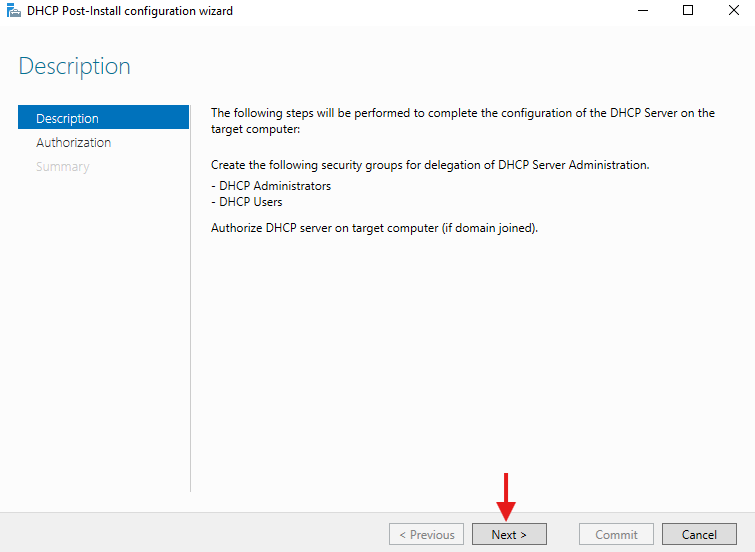 DHCP Post-Install configuration wizard
Description
Description
Authorization
Summary
The following steps will be performed to complete the configuration of the DHCP Server on the
target computer:
Create the following security groups for delegation of DHCP Server Administration.
- DHCP Administrators
- DHCP Users
Authorize DHCP server on target computer (if domain joined).
< Previous
Next >
Commit
Cancel